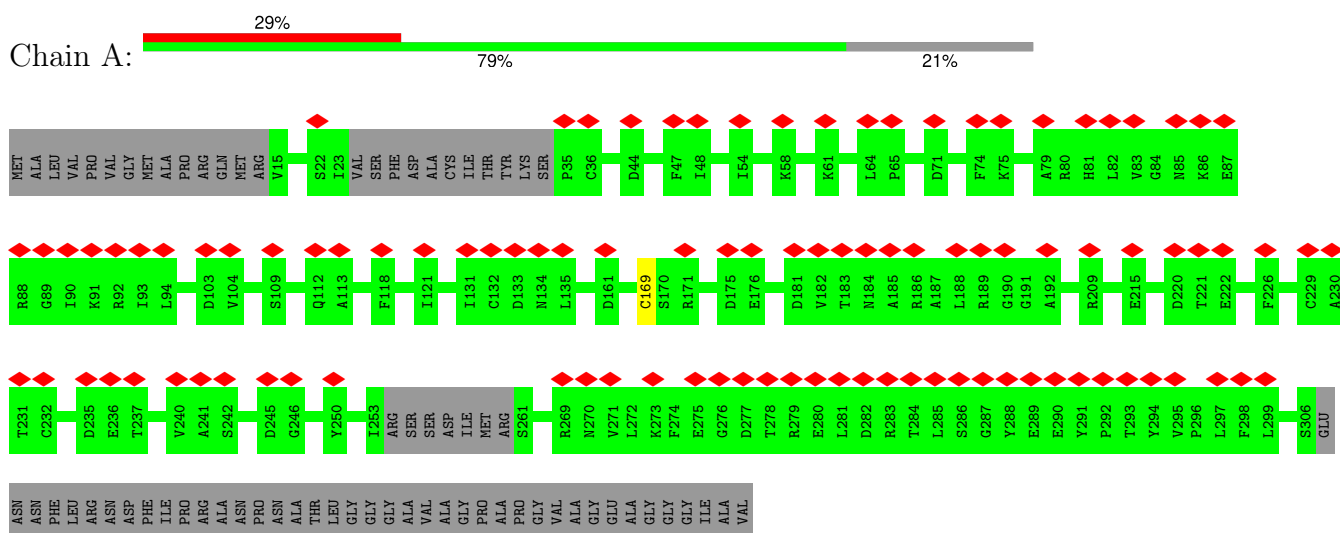 29%
Chain A:
79% 21%
MET ALA LEU VAL PRO VAL GLY MET ALA PRO ARG GLN MET ARG V15 S22 I23 VAL SER PHE ASP ALA CYS ILE THR TYR LYS SER P35 C36 D44 F47 I48 I54 K58 K61 L64 P65 D71 F74 K75 A79 R80 H81 L82 V83 G84 N85 K86 E87
R88 G89 I90 K91 R92 I93 L94 D103 V104 S109 Q112 A113 F118 I121 I131 C132 D133 N134 L135 D161 C169 S170 R171 D175 E176 D181 V182 T183 N184 A185 R186 A187 L188 R189 G190 G191 A192 R209 E215 D220 T221 E222 F226 C229 A230
T231 C232 D235 E236 T237 V240 A241 S242 D245 G246 Y250 I253 ARG SER SER ASP ILE MET ARG S261 R269 N270 V271 L272 K273 F274 E275 G276 D277 T278 R279 E280 L281 D282 R283 T284 L285 S286 G287 Y288 E289 E290 Y291 P292 T293 Y294 V295 P296 L297 F298 L299 S306 GLU
ASN ASN PHE LEU ARG ASN ASP PHE ILE PRO ARG ALA ASN PRO ASN ALA THR LEU GLY GLY GLY ALA VAL ALA GLY PRO ALA PRO GLY VAL ALA GLY GLU ALA GLY GLY GLY ILE ALA VAL